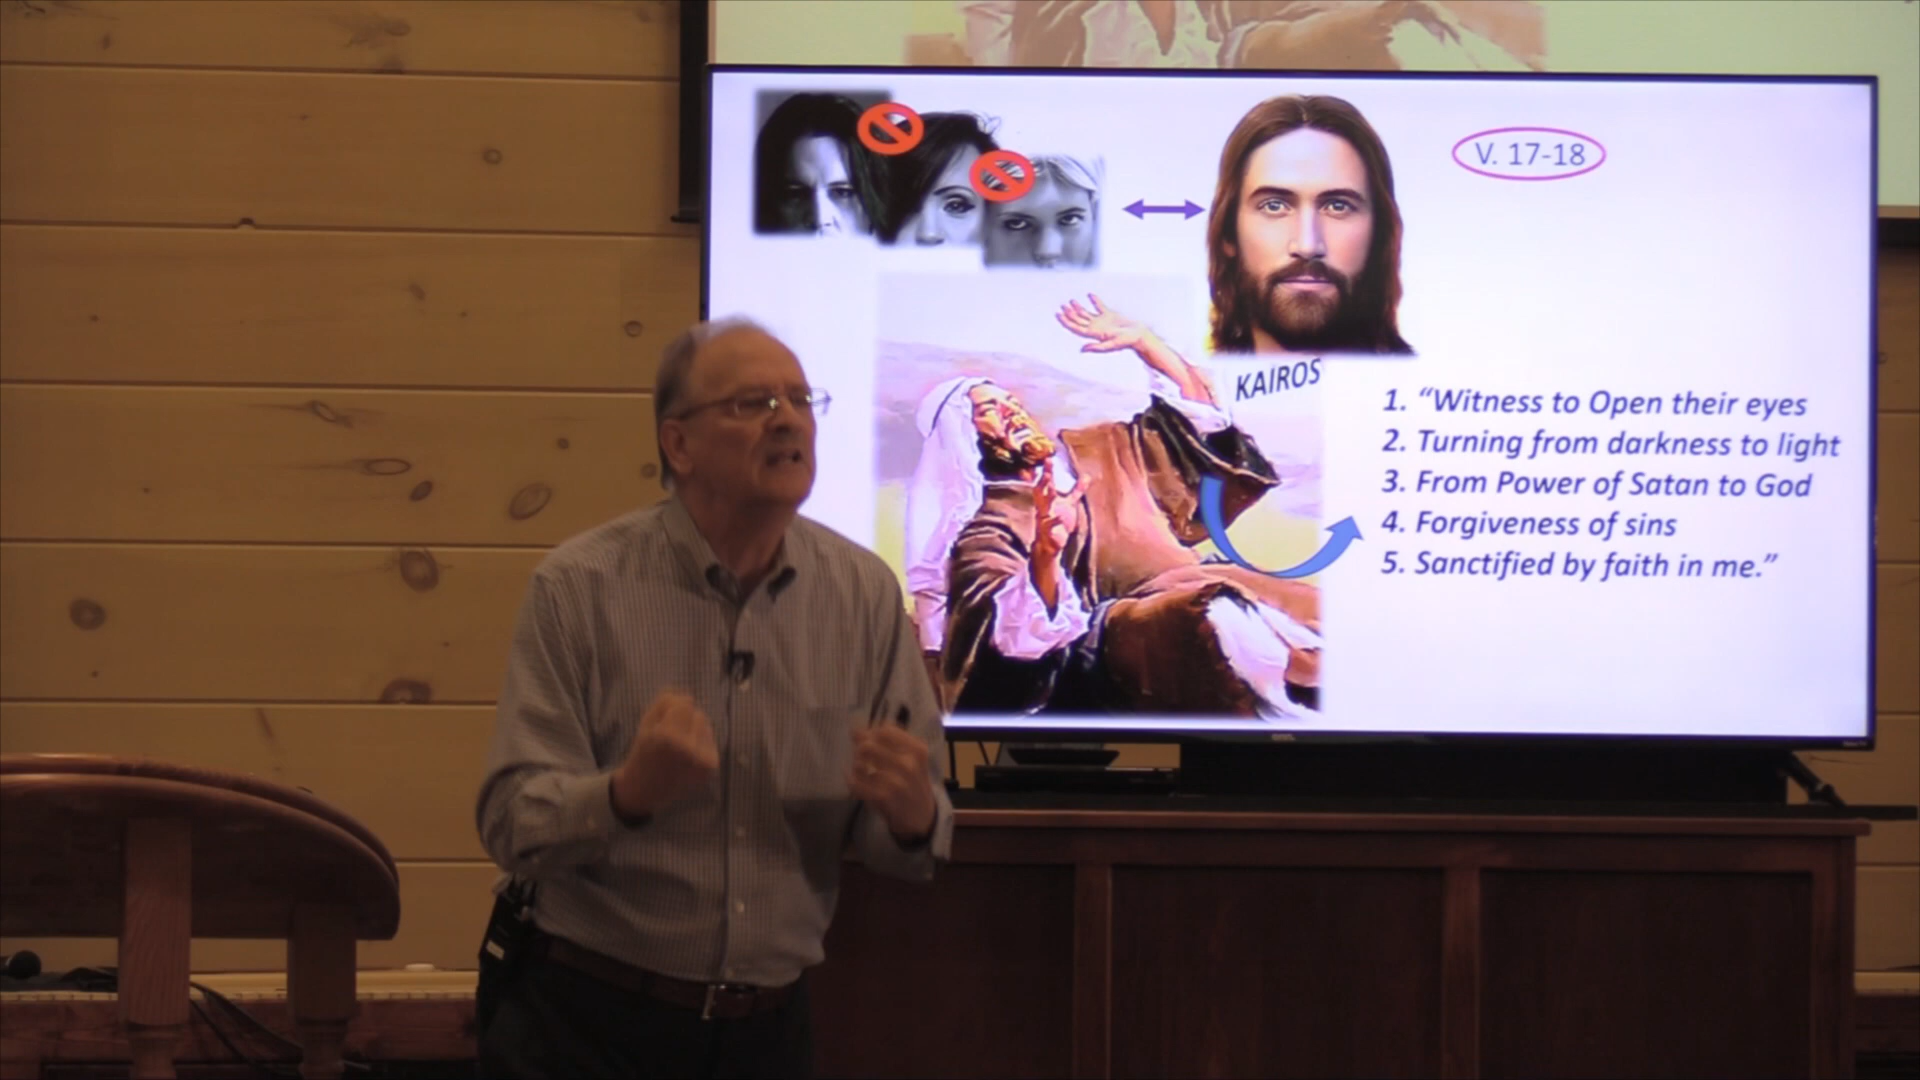 V. 17-18
KAIROS
1. “Witness to Open their eyes
2. Turning from darkness to light
3. From Power of Satan to God
4. Forgiveness of sins
5. Sanctified by faith in me.”